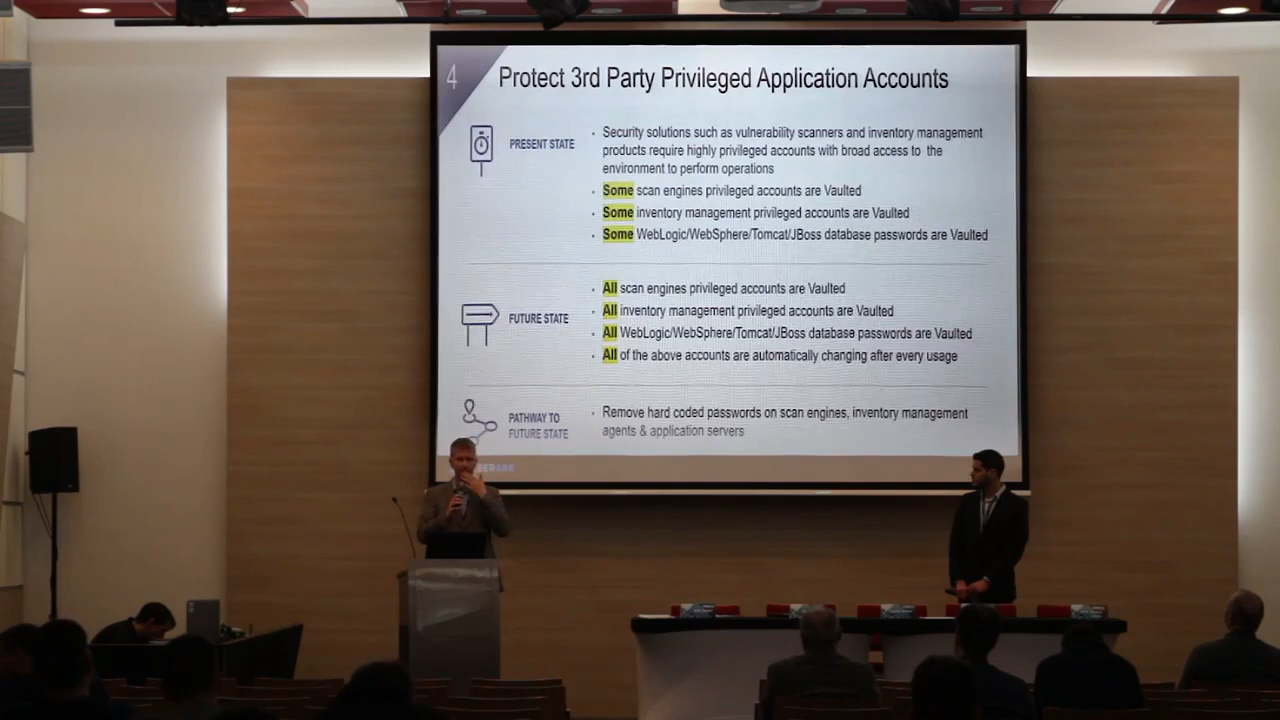 4
Protect 3rd Party Privileged Application Accounts
PRESENT STATE
· Security solutions such as vulnerability scanners and inventory management
products require highly privileged accounts with broad access to the
environment to perform operations
· Some scan engines privileged accounts are Vaulted
· Some inventory management privileged accounts are Vaulted
· Some WebLogic/WebSphere/Tomcat/JBoss database passwords are Vaulted
FUTURE STATE
· All scan engines privileged accounts are Vaulted
· All inventory management privileged accounts are Vaulted
· All WebLogic/WebSphere/Tomcat/JBoss database passwords are Vaulted
· All of the above accounts are automatically changing after every usage
PATHWAY TO
FUTURE STATE
· Remove hard coded passwords on scan engines, inventory management
agents & application servers